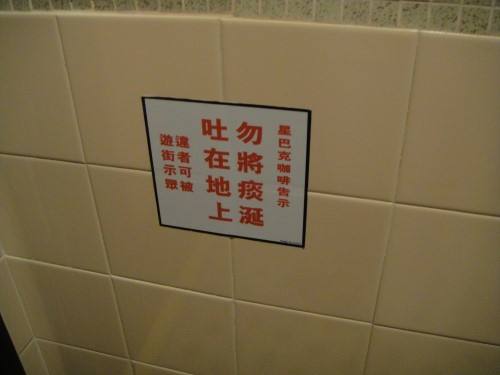 星巴克咖啡告示
勿將痰涎
吐在地上
違者可被
遊街示眾